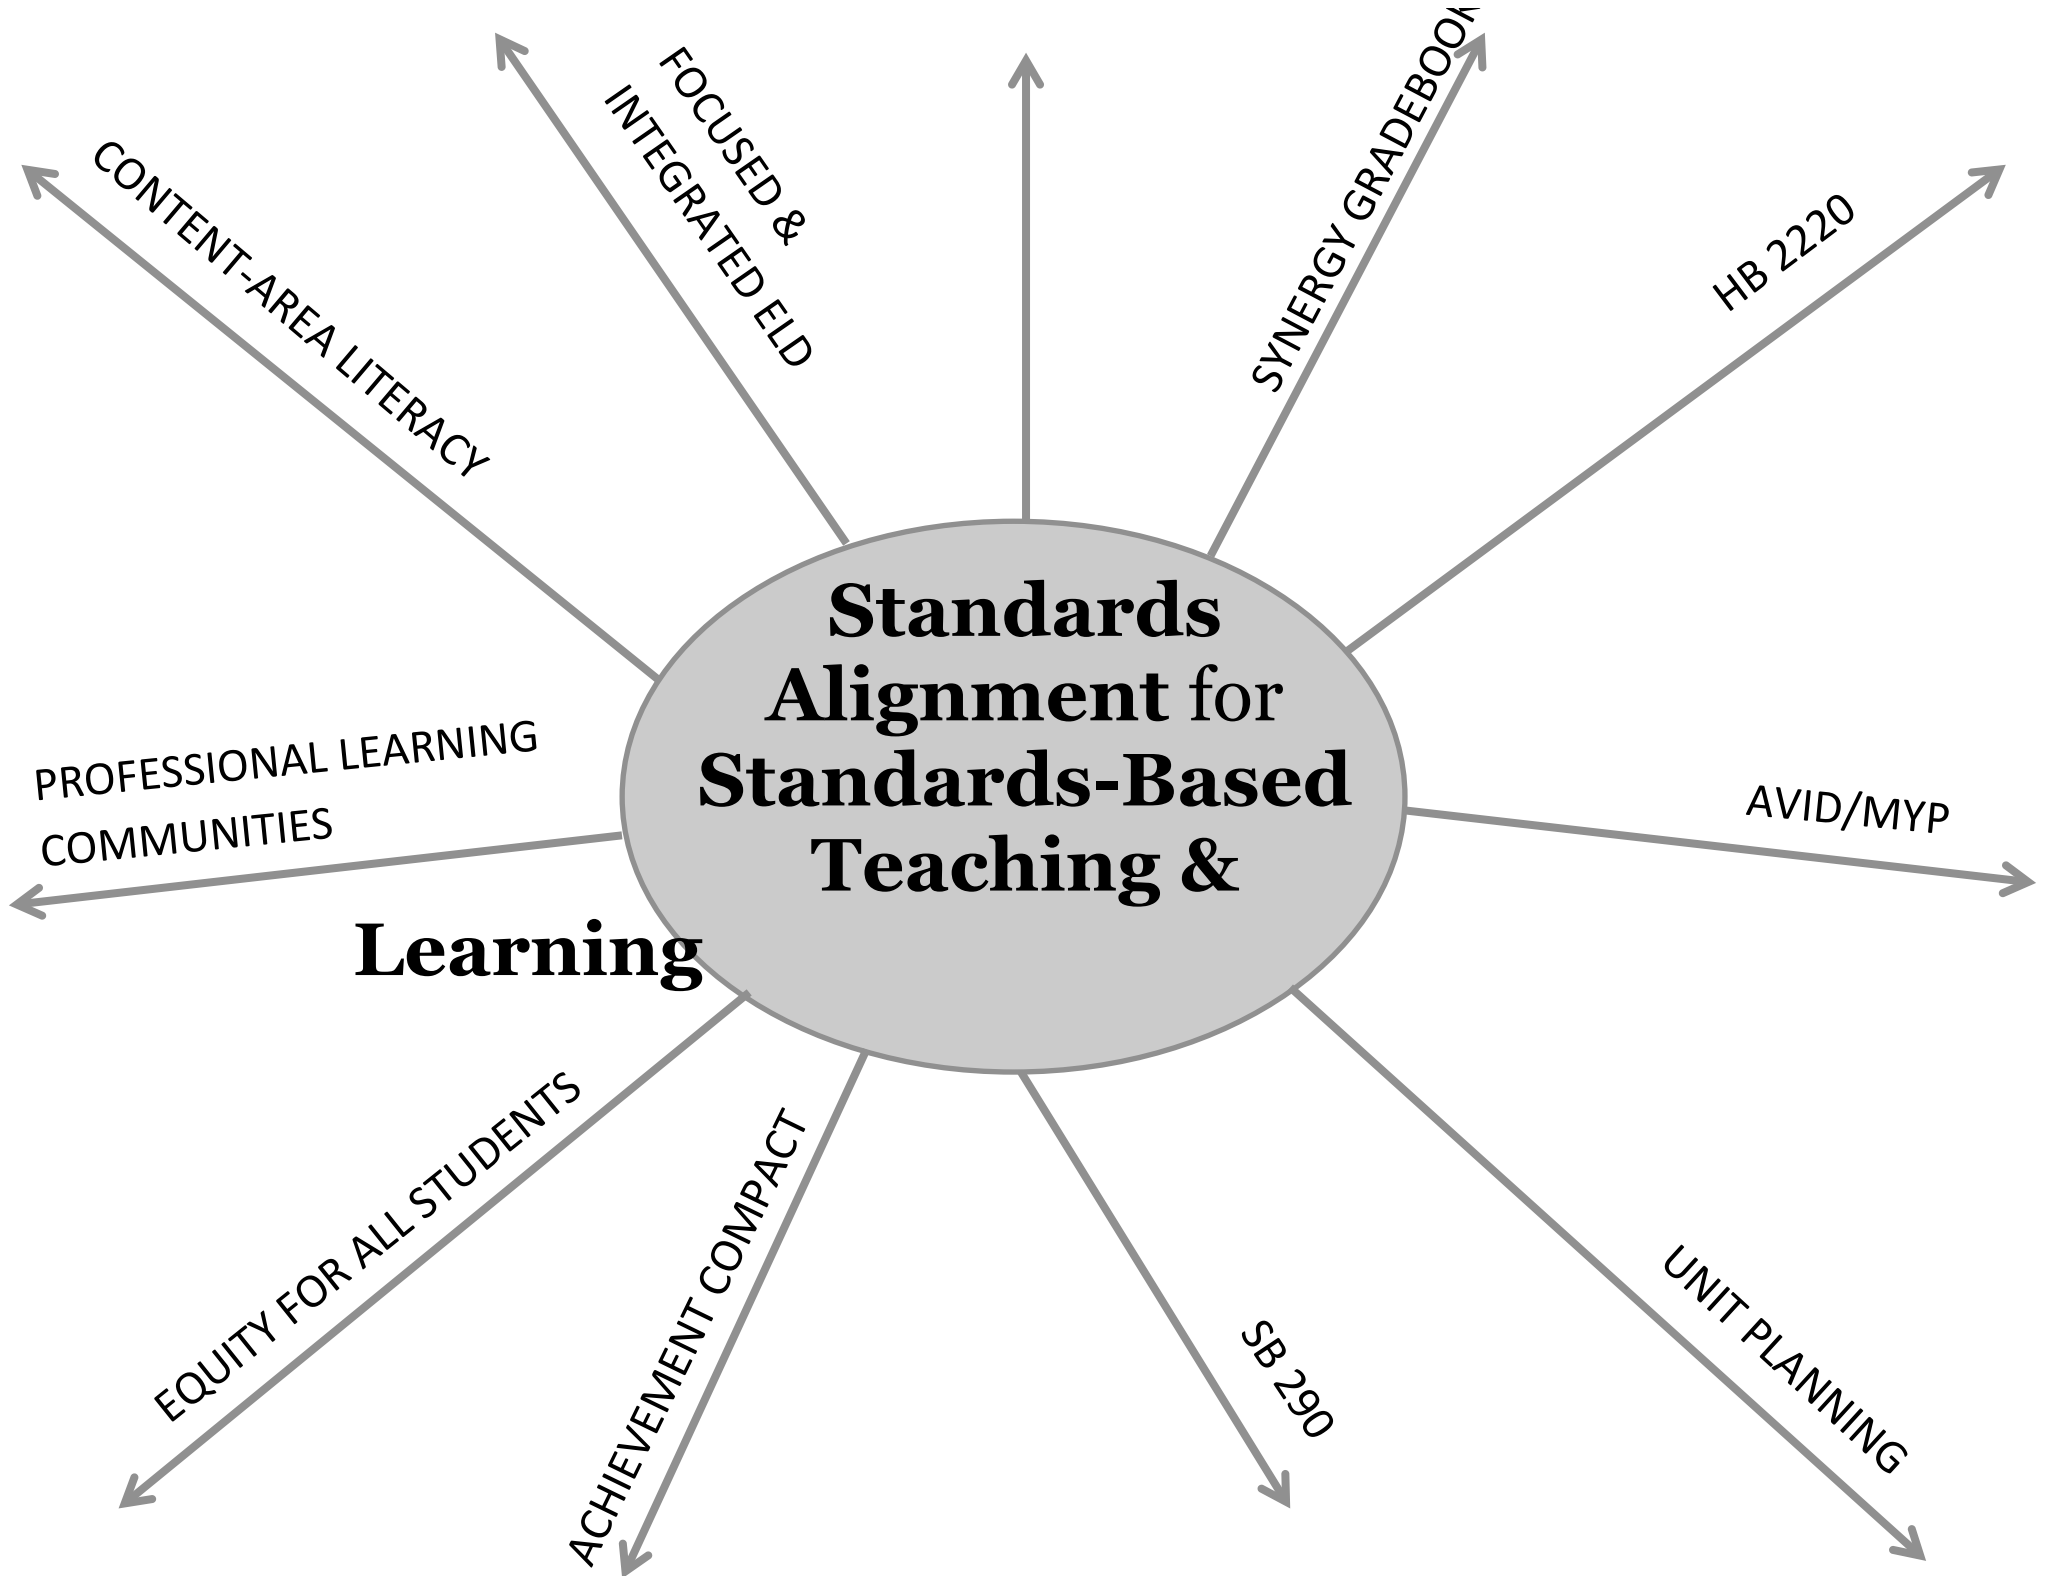 FOCUSED &
INTEGRATED ELD
SYNERGY GRADEBOOK
CONTENT-AREA LITERACY
HB 2220
Standards
Alignment for
Standards-Based
Teaching &
Learning
PROFESSIONAL LEARNING
COMMUNITIES
AVID/MYP
EQUITY FOR ALL STUDENTS
ACHIEVEMENT COMPACT
SB 290
UNIT PLANNING